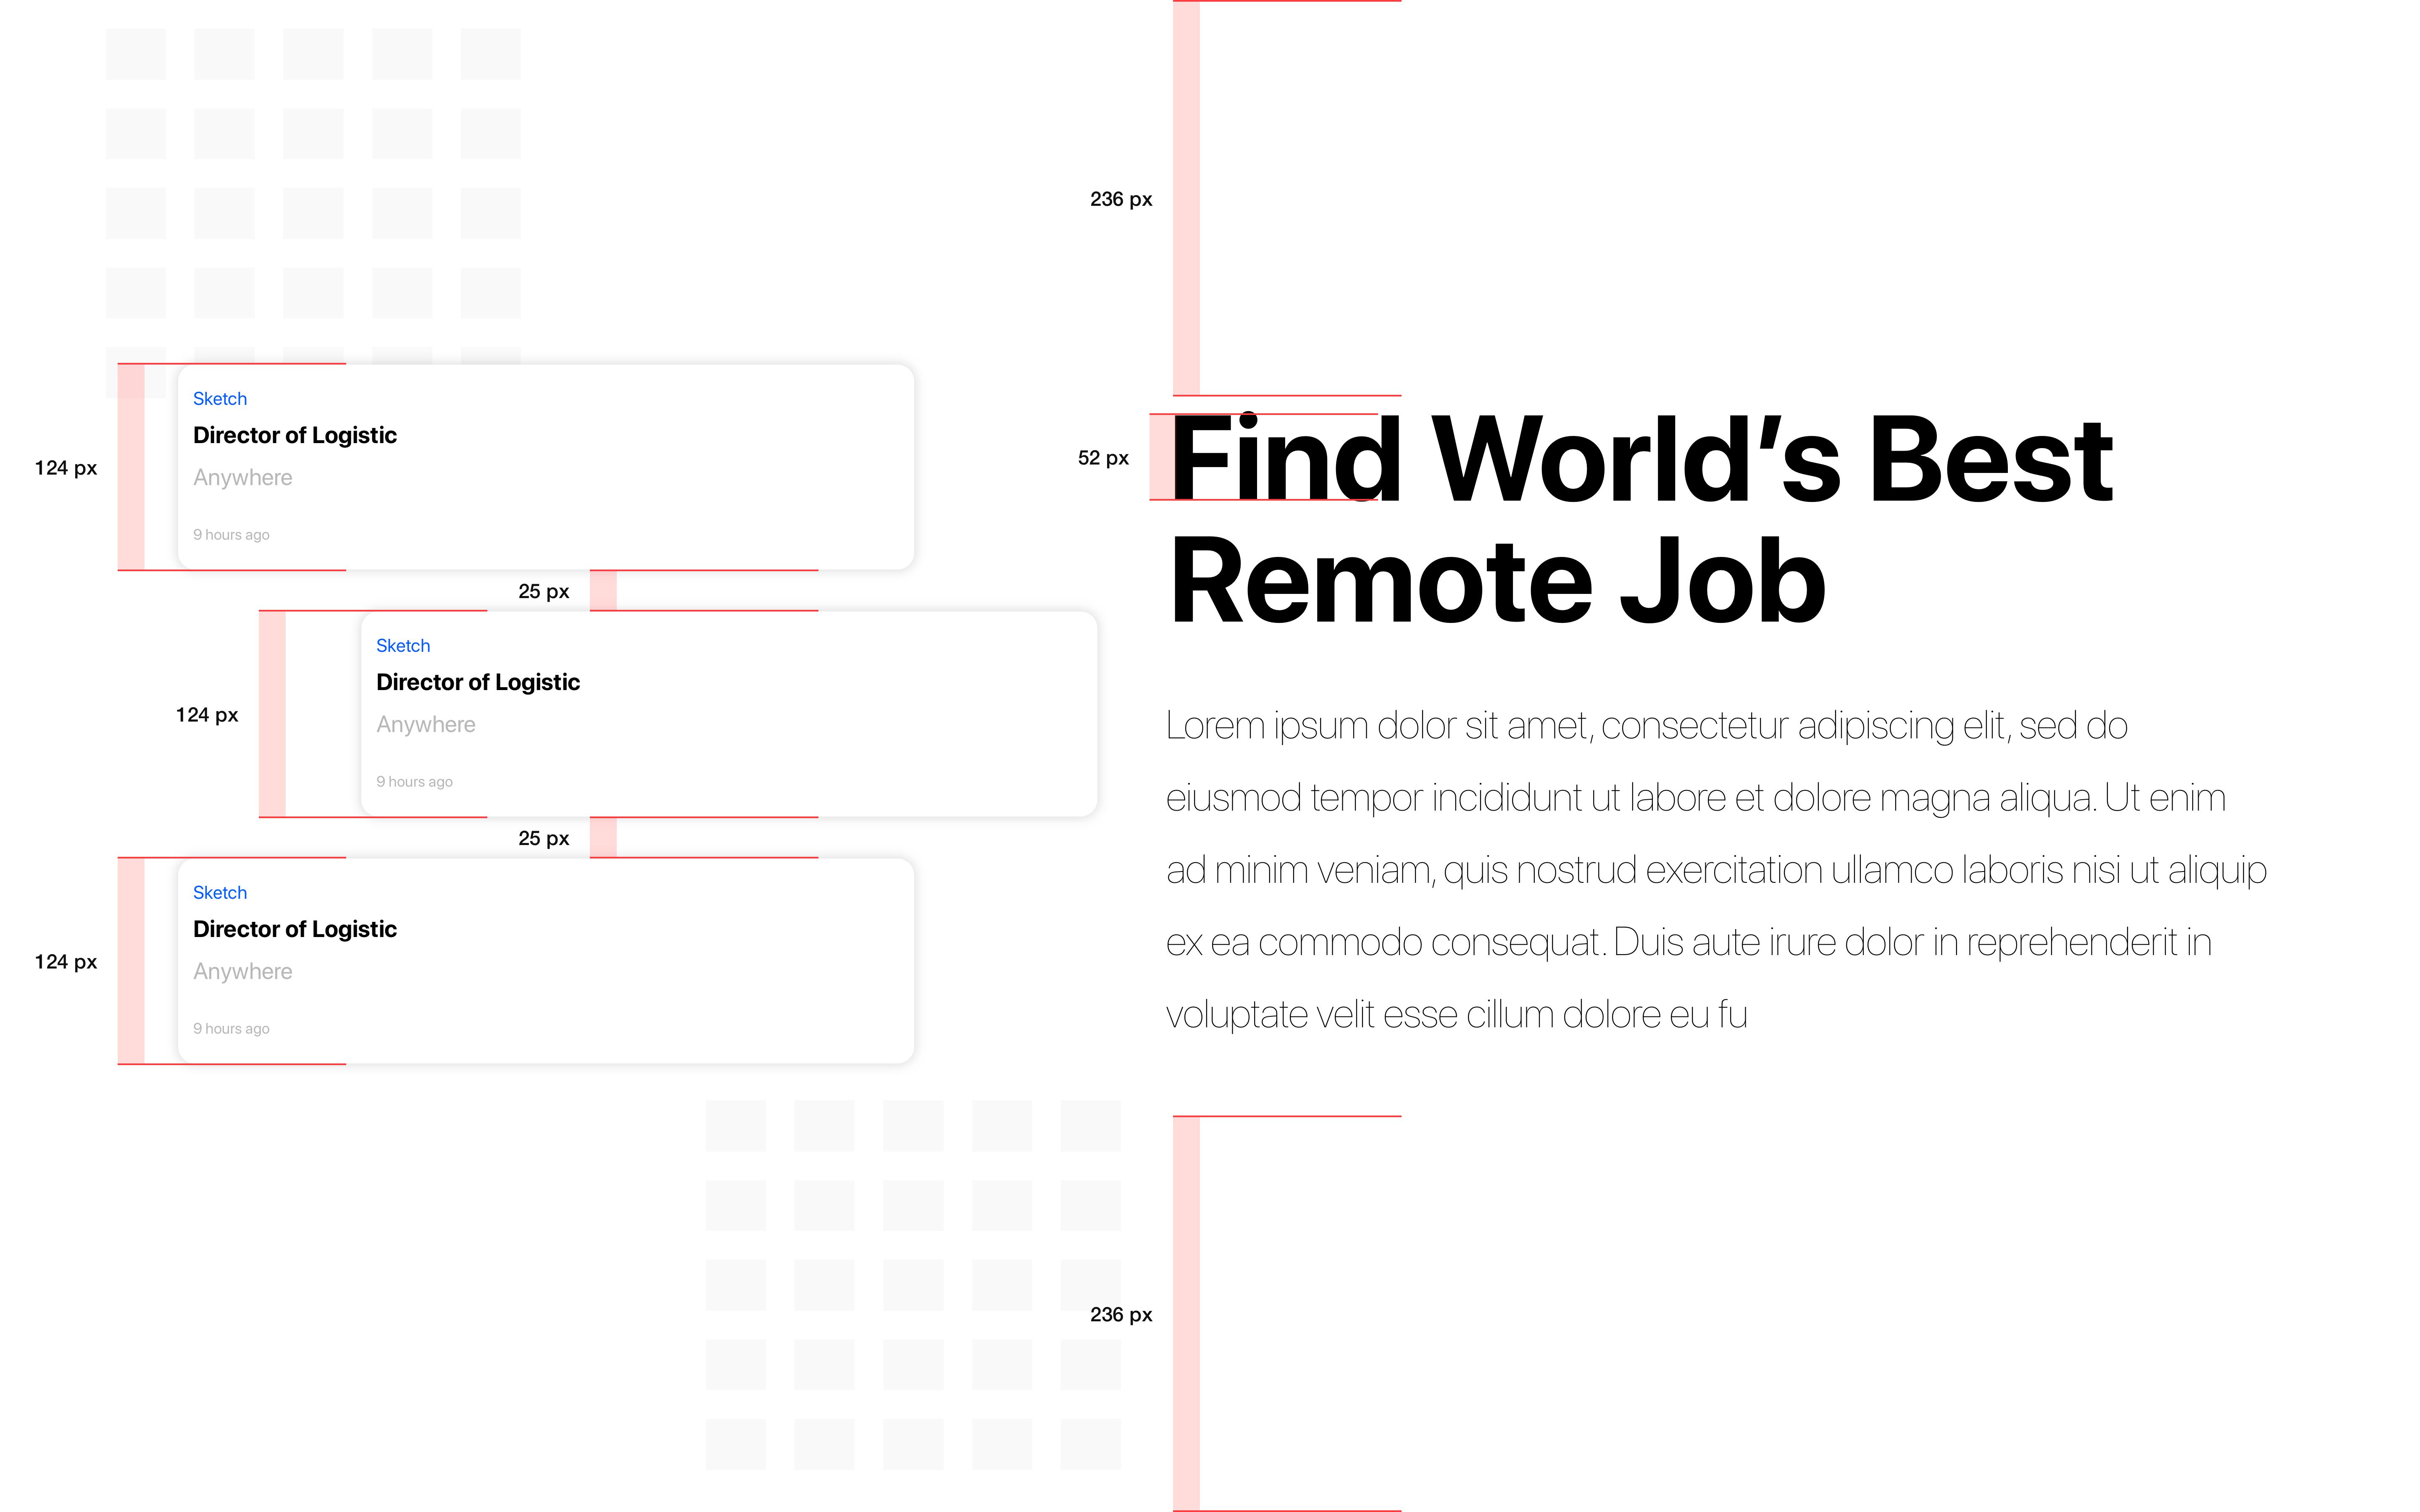 236 px
Sketch
Director of Logistic
Anywhere
9 hours ago
124 px
25 px
Sketch
Director of Logistic
Anywhere
9 hours ago
124 px
25 px
Sketch
Director of Logistic
Anywhere
9 hours ago
124 px
52 px
Find World’s Best
Remote Job
Lorem ipsum dolor sit amet, consectetur adipiscing elit, sed do
eiusmod tempor incididunt ut labore et dolore magna aliqua. Ut enim
ad minim veniam, quis nostrud exercitation ullamco laboris nisi ut aliquip
ex ea commodo consequat. Duis aute irure dolor in reprehenderit in
voluptate velit esse cillum dolore eu fu
236 px